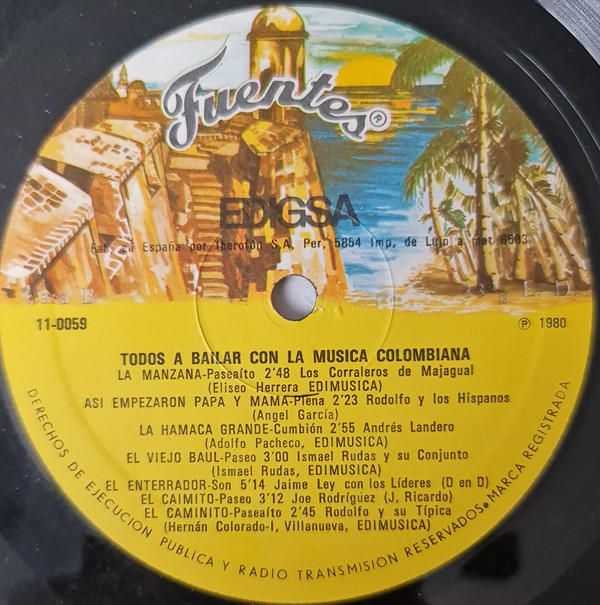 Fuentes®
EDIGSA
Fab. en España por Iberofón S.A. Per, 5854 Imp, de Lujo a met 6603
Cara B
11-0059
℗ 1980
TODOS A BAILAR CON LA MUSICA COLOMBIANA
LA MANZANA-Paseaíto 2'48 Los Corraleros de Majagual
(Eliseo Herrera EDIMUSICA)
ASI EMPEZARON PAPA Y MAMA-Plena 2'23 Rodolfo y los Hispanos
(Angel García)
LA HAMACA GRANDE-Cumbión 2'55 Andrés Landero
(Adolfo Pacheco, EDIMUSICA)
EL VIEJO BAUL-Paseo 3'00 Ismael Rudas y su Conjunto
(Ismael Rudas, EDIMUSICA)
EL ENTERRADOR-Son 5'14 Jaime Ley con los Líderes (D en D)
EL CAIMITO-Paseo 3'12 Joe Rodríguez (J, Ricardo)
EL CAMINITO-Paseaíto 2'45 Rodolfo y su Típica
(Hernán Colorado-I, Villanueva, EDIMUSICA)
DERECHOS DE EJECUCION PUBLICA Y RADIO TRANSMISION RESERVADOS. MARCA REGISTRADA